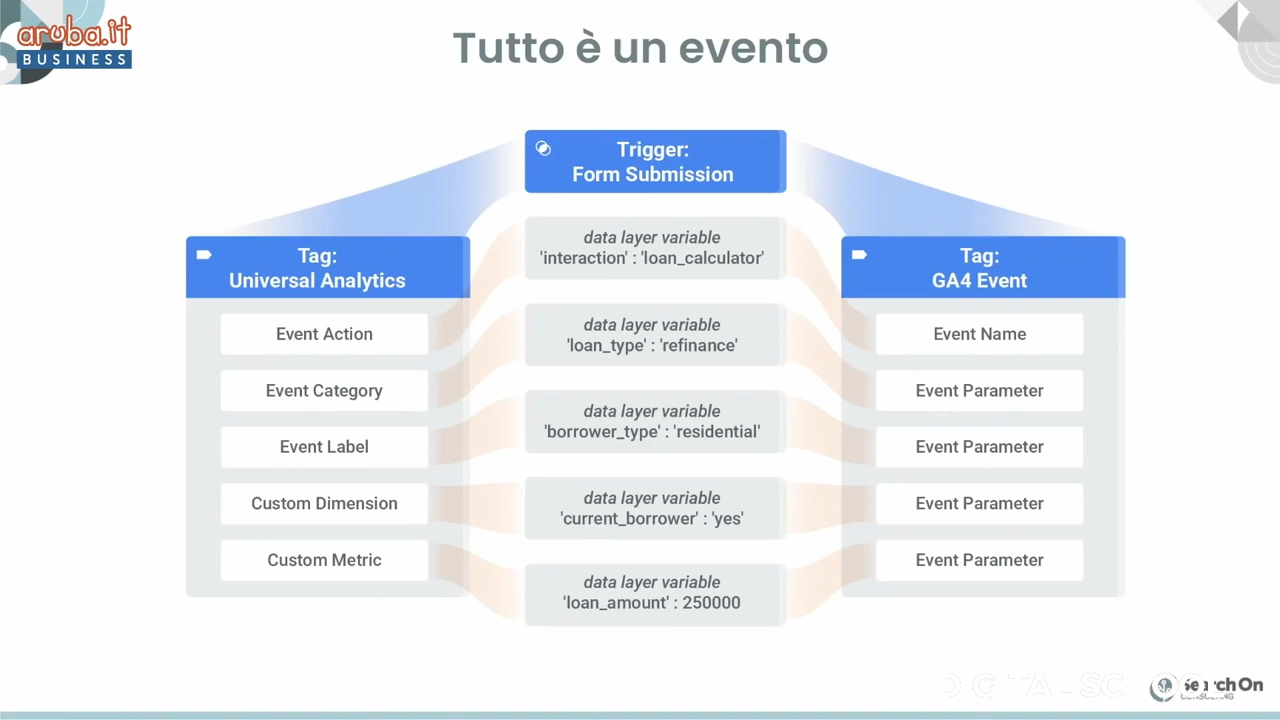 aruba.it
BUSINESS
Tutto è un evento
Trigger:
Form Submission
data layer variable
'interaction' : 'loan_calculator'
data layer variable
'loan_type' : 'refinance'
data layer variable
'borrower_type' : 'residential'
data layer variable
'current_borrower' : 'yes'
data layer variable
'loan_amount' : 250000
Tag:
Universal Analytics
Event Action
Event Category
Event Label
Custom Dimension
Custom Metric
Tag:
GA4 Event
Event Name
Event Parameter
Event Parameter
Event Parameter
Event Parameter
SearchOn
CONSULTING